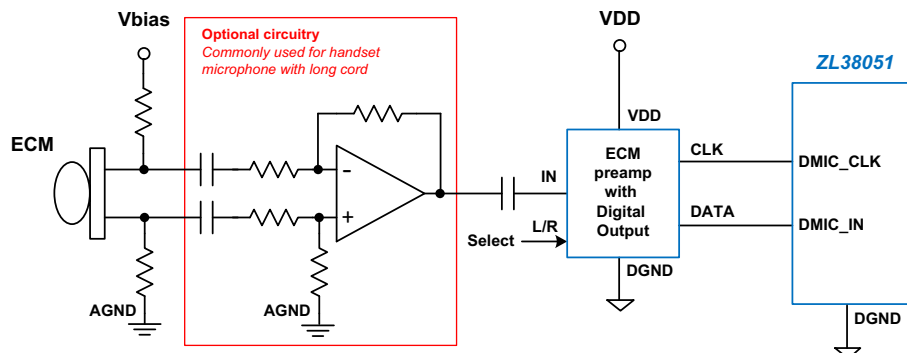 Vbias
Optional circuitry
Commonly used for handset
microphone with long cord
VDD
ZL38051
ECM
VDD
ECM
preamp
with
Digital
Output
IN
CLK
DMIC_CLK
-
+
DATA
DMIC_IN
L/R
Select
DGND
AGND
AGND
DGND